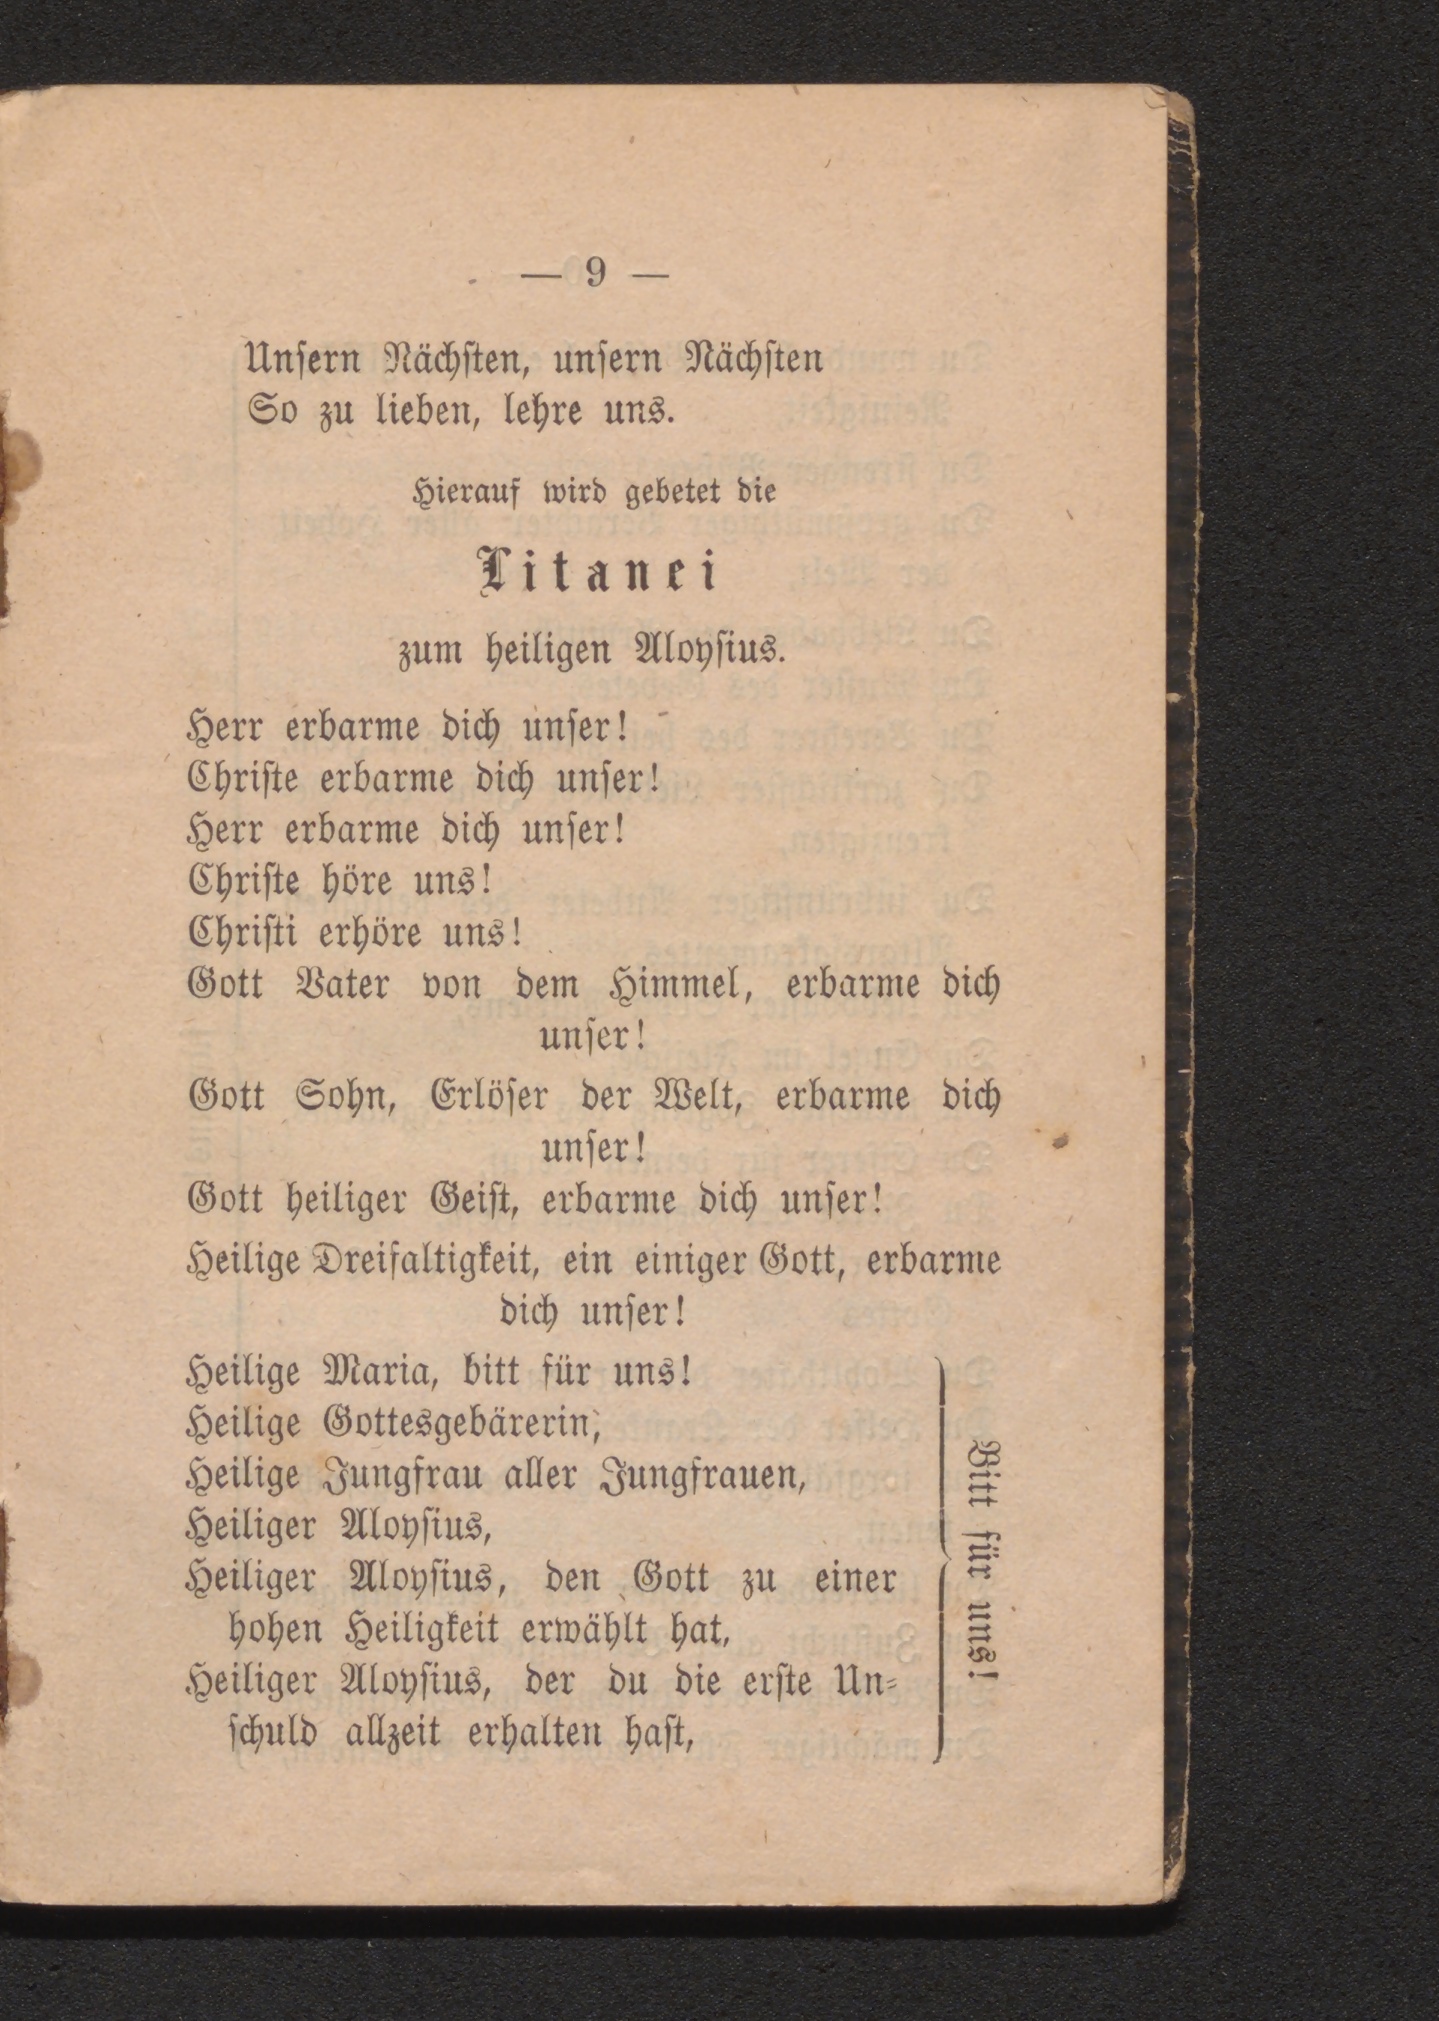 — 9 —
Unſern Nächſten, unſern Nächſten
So zu lieben, lehre uns.
Hierauf wird gebetet die
Litanei
zum heiligen Aloyſius.
Herr erbarme dich unſer!
Chriſte erbarme dich unſer!
Herr erbarme dich unſer!
Chriſte höre uns!
Chriſti erhöre uns!
Gott Vater von dem Himmel, erbarme dich
unſer!
Gott Sohn, Erlöſer der Welt, erbarme dich
unſer!
Gott heiliger Geiſt, erbarme dich unſer!
Heilige Dreifaltigkeit, ein einiger Gott, erbarme
dich unſer!
Heilige Maria, bitt für uns!
Heilige Gottesgebärerin,
Heilige Jungfrau aller Jungfrauen,
Heiliger Aloyſius,
Heiliger Aloyſius, den Gott zu einer
hohen Heiligkeit erwählt hat,
Heiliger Aloyſius, der du die erſte Un⸗
ſchuld allzeit erhalten haſt,
Bitt für uns!